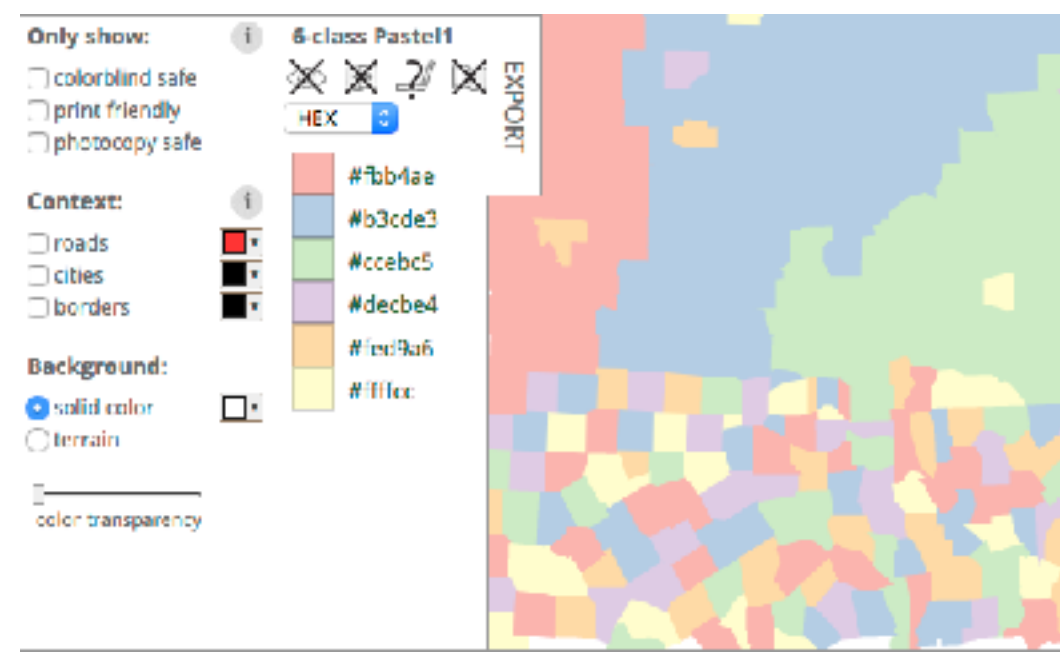 Only show:
i
colorblind safe
print friendly
photocopy safe
Context:
i
roads
cities
borders
Background:
solid color
terrain
color transparency
6-class Pastel1
EXPORT
HEX
#fbb4ae
#b3cde3
#ccebc5
#decbe4
#fed9a6
#ffffcc